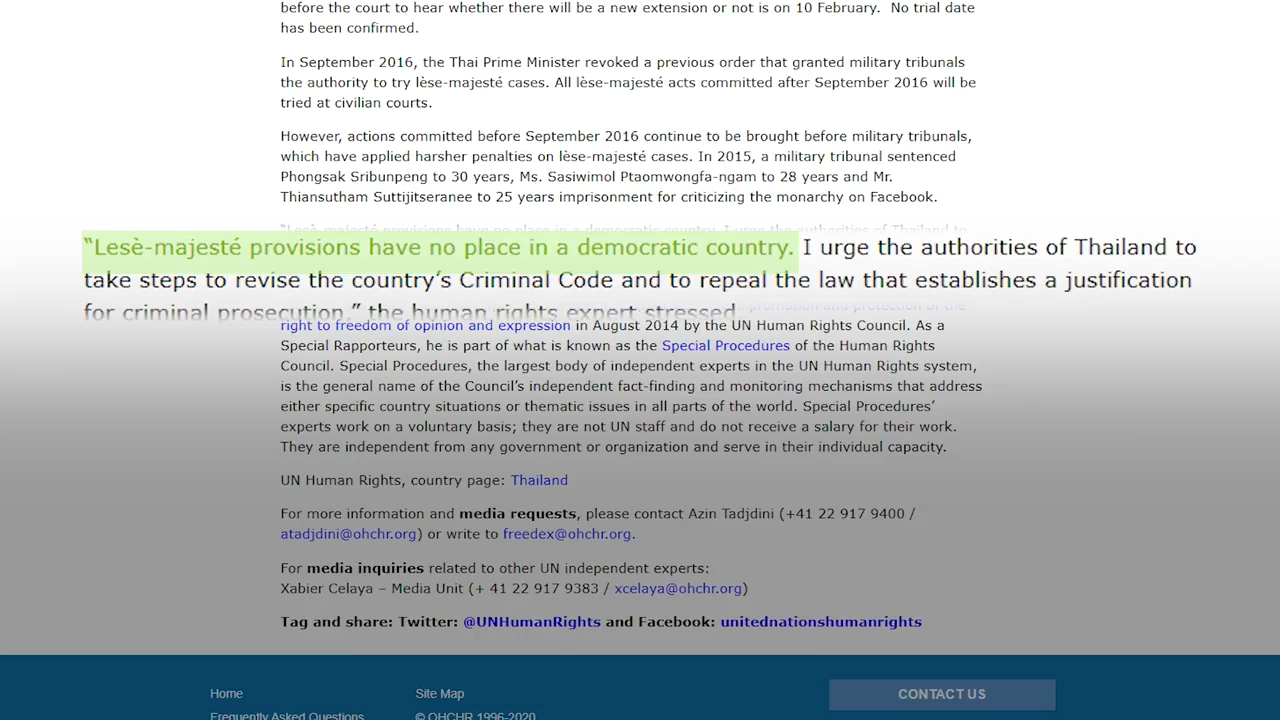 before the court to hear whether there will be a new extension or not is on 10 February.  No trial date
has been confirmed.
In September 2016, the Thai Prime Minister revoked a previous order that granted military tribunals
the authority to try lèse-majesté cases. All lèse-majesté acts committed after September 2016 will be
tried at civilian courts.
However, actions committed before September 2016 continue to be brought before military tribunals,
which have applied harsher penalties on lèse-majesté cases. In 2015, a military tribunal sentenced
Phongsak Sribunpeng to 30 years, Ms. Sasiwimol Ptaomwongfa-ngam to 28 years and Mr.
Thiansutham Suttijitseranee to 25 years imprisonment for criticizing the monarchy on Facebook.
“Lesè-majesté provisions have no place in a democratic country. I urge the authorities of Thailand to
“Lesè-majesté provisions have no place in a democratic country. I urge the authorities of Thailand to
take steps to revise the country’s Criminal Code and to repeal the law that establishes a justification
for criminal prosecution,” the human rights expert stressed
promotion and protection of the
right to freedom of opinion and expression in August 2014 by the UN Human Rights Council. As a
Special Rapporteurs, he is part of what is known as the Special Procedures of the Human Rights
Council. Special Procedures, the largest body of independent experts in the UN Human Rights system,
is the general name of the Council’s independent fact-finding and monitoring mechanisms that address
either specific country situations or thematic issues in all parts of the world. Special Procedures’
experts work on a voluntary basis; they are not UN staff and do not receive a salary for their work.
They are independent from any government or organization and serve in their individual capacity.
UN Human Rights, country page: Thailand
For more information and media requests, please contact Azin Tadjdini (+41 22 917 9400 /
atadjdini@ohchr.org) or write to freedex@ohchr.org.
For media inquiries related to other UN independent experts:
Xabier Celaya – Media Unit (+ 41 22 917 9383 / xcelaya@ohchr.org)
Tag and share: Twitter: @UNHumanRights and Facebook: unitednationshumanrights
Home
Site Map
CONTACT US
Frequently Asked Questions
© OHCHR 1996-2020